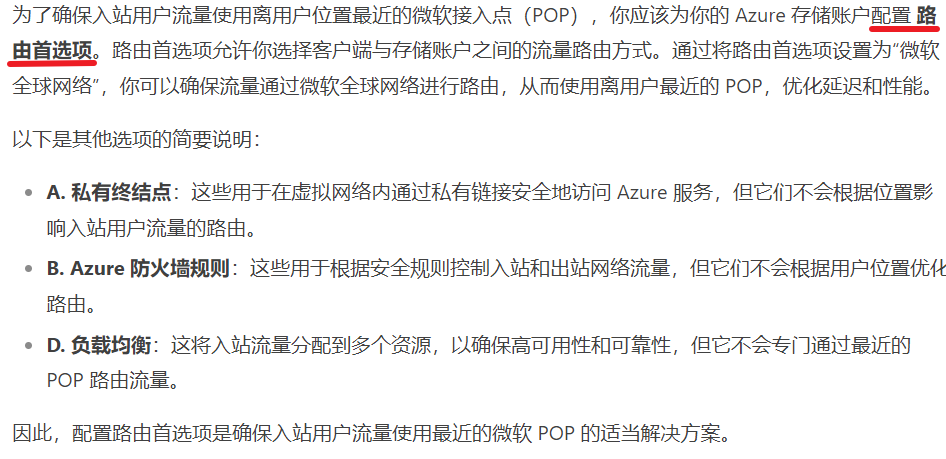 为了确保入站用户流量使用离用户位置最近的微软接入点（POP），你应该为你的 Azure 存储账户配置 路
由首选项。路由首选项允许你选择客户端与存储账户之间的流量路由方式。通过将路由首选项设置为“微软
全球网络”，你可以确保流量通过微软全球网络进行路由，从而使用离用户最近的 POP，优化延迟和性能。
以下是其他选项的简要说明：
A. 私有终结点：这些用于在虚拟网络内通过私有链接安全地访问 Azure 服务，但它们不会根据位置影
响入站用户流量的路由。
B. Azure 防火墙规则：这些用于根据安全规则控制入站和出站网络流量，但它们不会根据用户位置优化
路由。
D. 负载均衡：这将入站流量分配到多个资源，以确保高可用性和可靠性，但它不会专门通过最近的
POP 路由流量。
因此，配置路由首选项是确保入站用户流量使用最近的微软 POP 的适当解决方案。